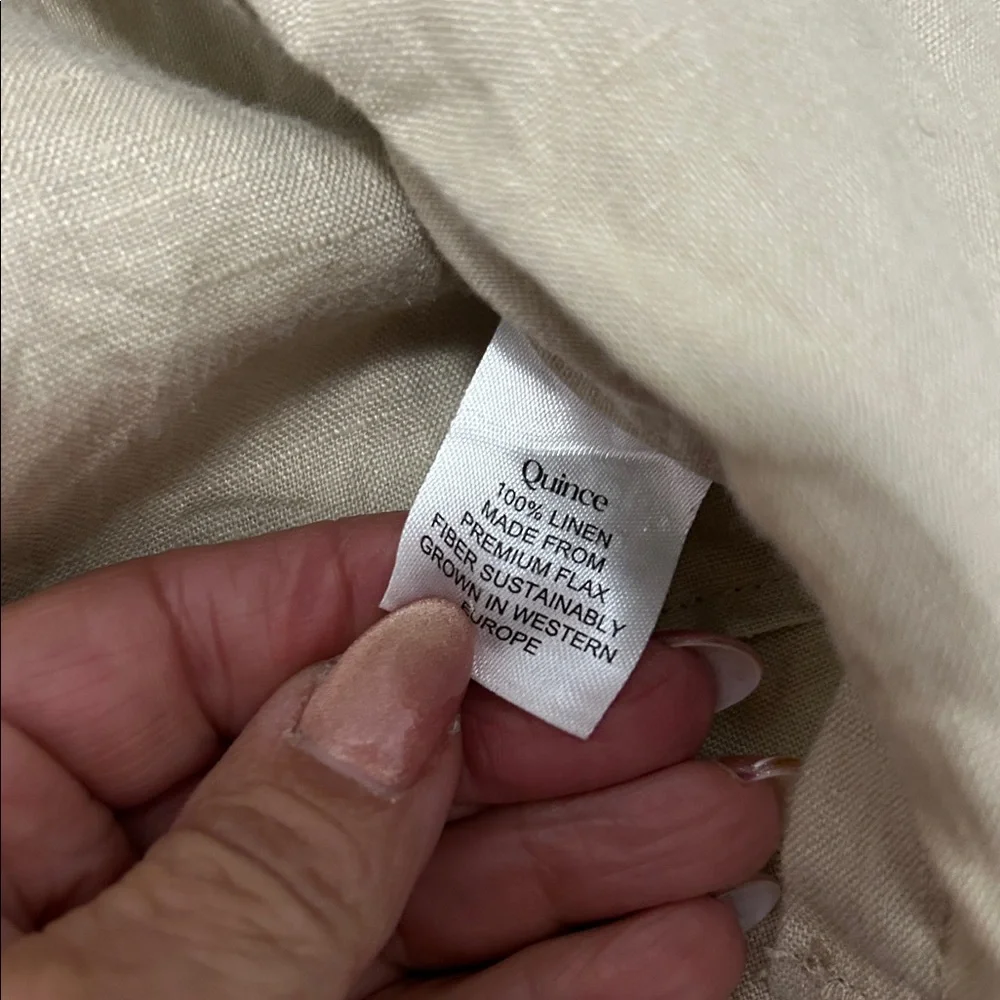 Quince
100% LINEN
MADE FROM
PREMIUM FLAX
FIBER SUSTAINABLY
GROWN IN WESTERN
EUROPE